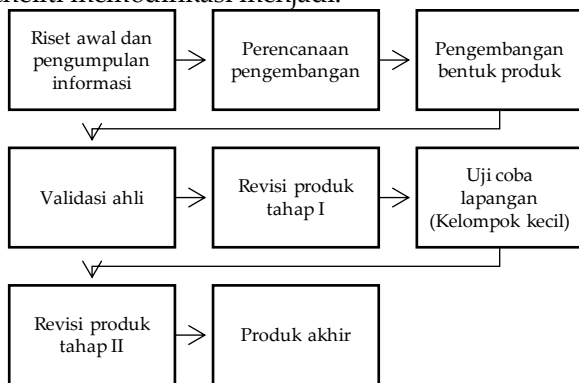 peneliti memodifikasi menjadi:
Riset awal dan
pengumpulan
informasi
Perencanaan
pengembangan
Pengembangan
bentuk produk
Validasi ahli
Revisi produk
tahap I
Uji coba
lapangan
(Kelompok kecil)
Revisi produk
tahap II
Produk akhir